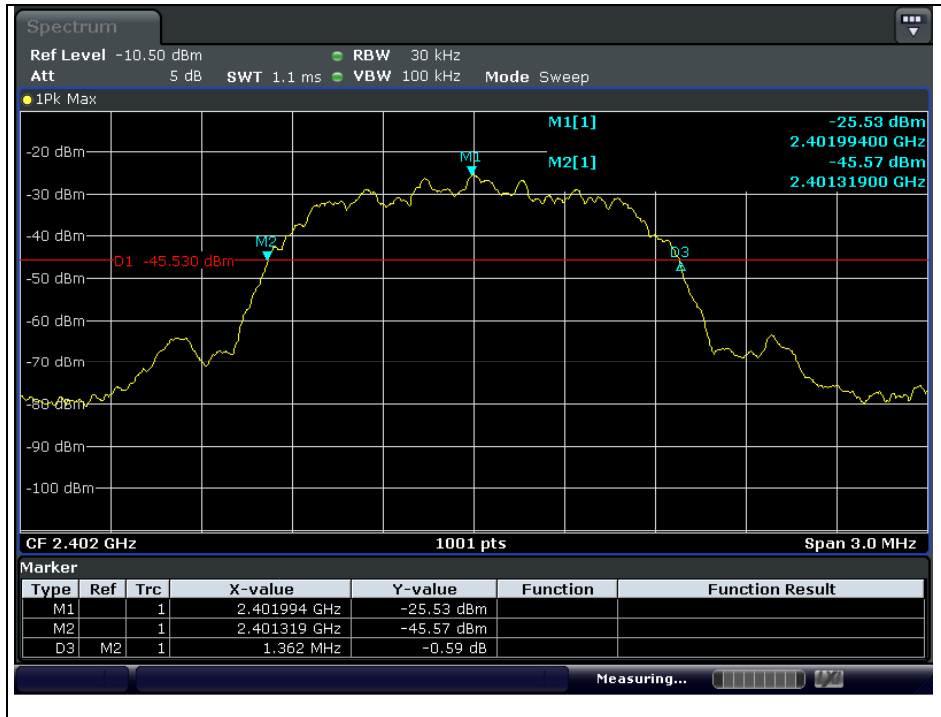 Spectrum
Ref Level -10.50 dBm RBW 30 kHz
Att 5 dB SWT 1.1 ms VBW 100 kHz Mode Sweep
1Pk Max
M1[1] -25.53 dBm
2.40199400 GHz
M2[1] -45.57 dBm
2.40131900 GHz
-20 dBm
M1
-30 dBm
-40 dBm
M2
D3
D1 -45.530 dBm
-50 dBm
-60 dBm
-70 dBm
-80 dBm
-90 dBm
-100 dBm
CF 2.402 GHz 1001 pts Span 3.0 MHz
Marker
Type Ref Trc X-value Y-value Function Function Result
M1 1 2.401994 GHz -25.53 dBm
M2 1 2.401319 GHz -45.57 dBm
D3 M2 1 1.362 MHz -0.59 dB
Measuring...